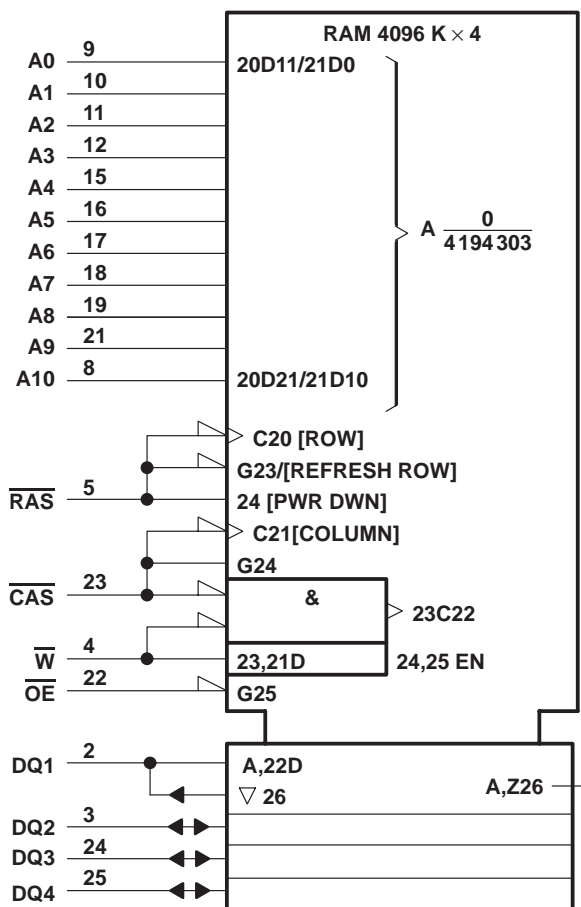 RAM 4096 K × 4
A0 9 20D11/21D0
A1 10
A2 11
A3 12
A4 15
A5 16
A6 17
A7 18
A8 19
A9 21
A10 8 20D21/21D10
A 0
4 194 303
C20 [ROW]
G23/[REFRESH ROW]
RAS 5 24 [PWR DWN]
C21[COLUMN]
G24
CAS 23 & 23C22
W 4 23,21D 24,25 EN
OE 22 G25
DQ1 2 A,22D
▽ 26 A,Z26
DQ2 3
DQ3 24
DQ4 25